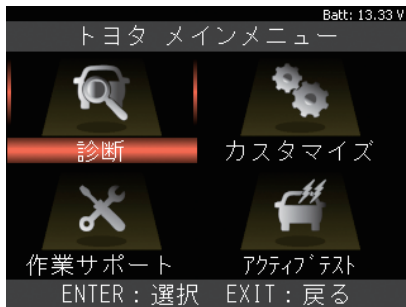 Batt: 13.33 V
トヨタ メインメニュー
診断 カスタマイズ
作業サポート アクティブテスト
ENTER：選択 EXIT：戻る